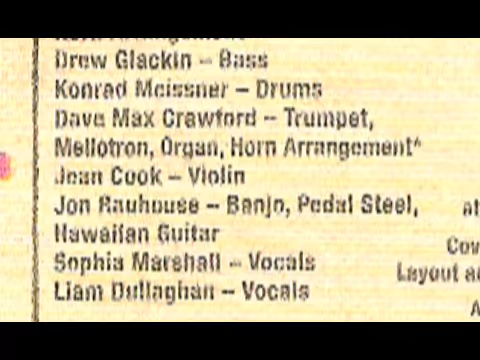 Drew Glackin – Bass
Konrad Meissner – Drums
Dave Max Crawford – Trumpet,
Mellotron, Organ, Horn Arrangement*
Jean Cook – Violin
Jon Rauhouse – Banjo, Pedal Steel,
Hawaiian Guitar
Sophia Marshall – Vocals
Liam Dullaghan – Vocals
Layout